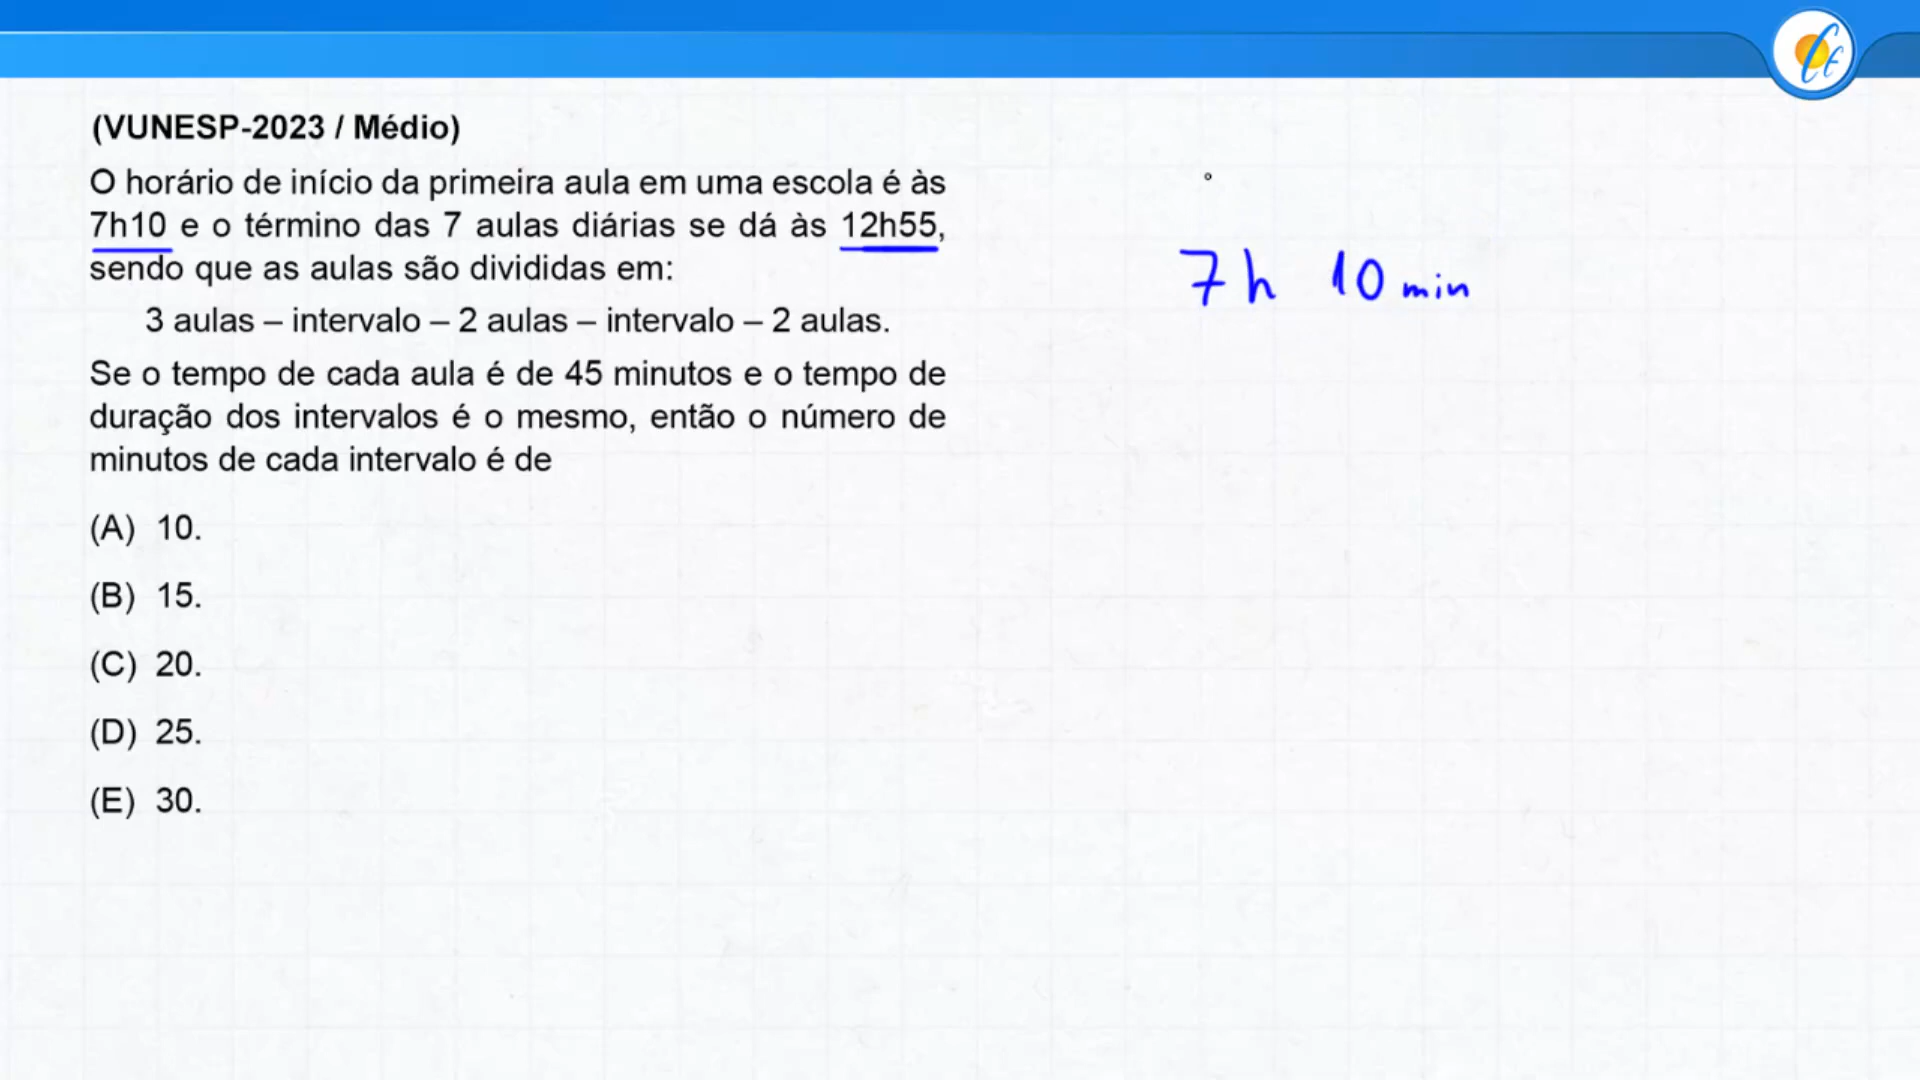 (VUNESP-2023 / Médio)
O horário de início da primeira aula em uma escola é às
7h10 e o término das 7 aulas diárias se dá às 12h55,
sendo que as aulas são divididas em:
3 aulas – intervalo – 2 aulas – intervalo – 2 aulas.
Se o tempo de cada aula é de 45 minutos e o tempo de
duração dos intervalos é o mesmo, então o número de
minutos de cada intervalo é de
(A) 10.
(B) 15.
(C) 20.
(D) 25.
(E) 30.
7h 10 min